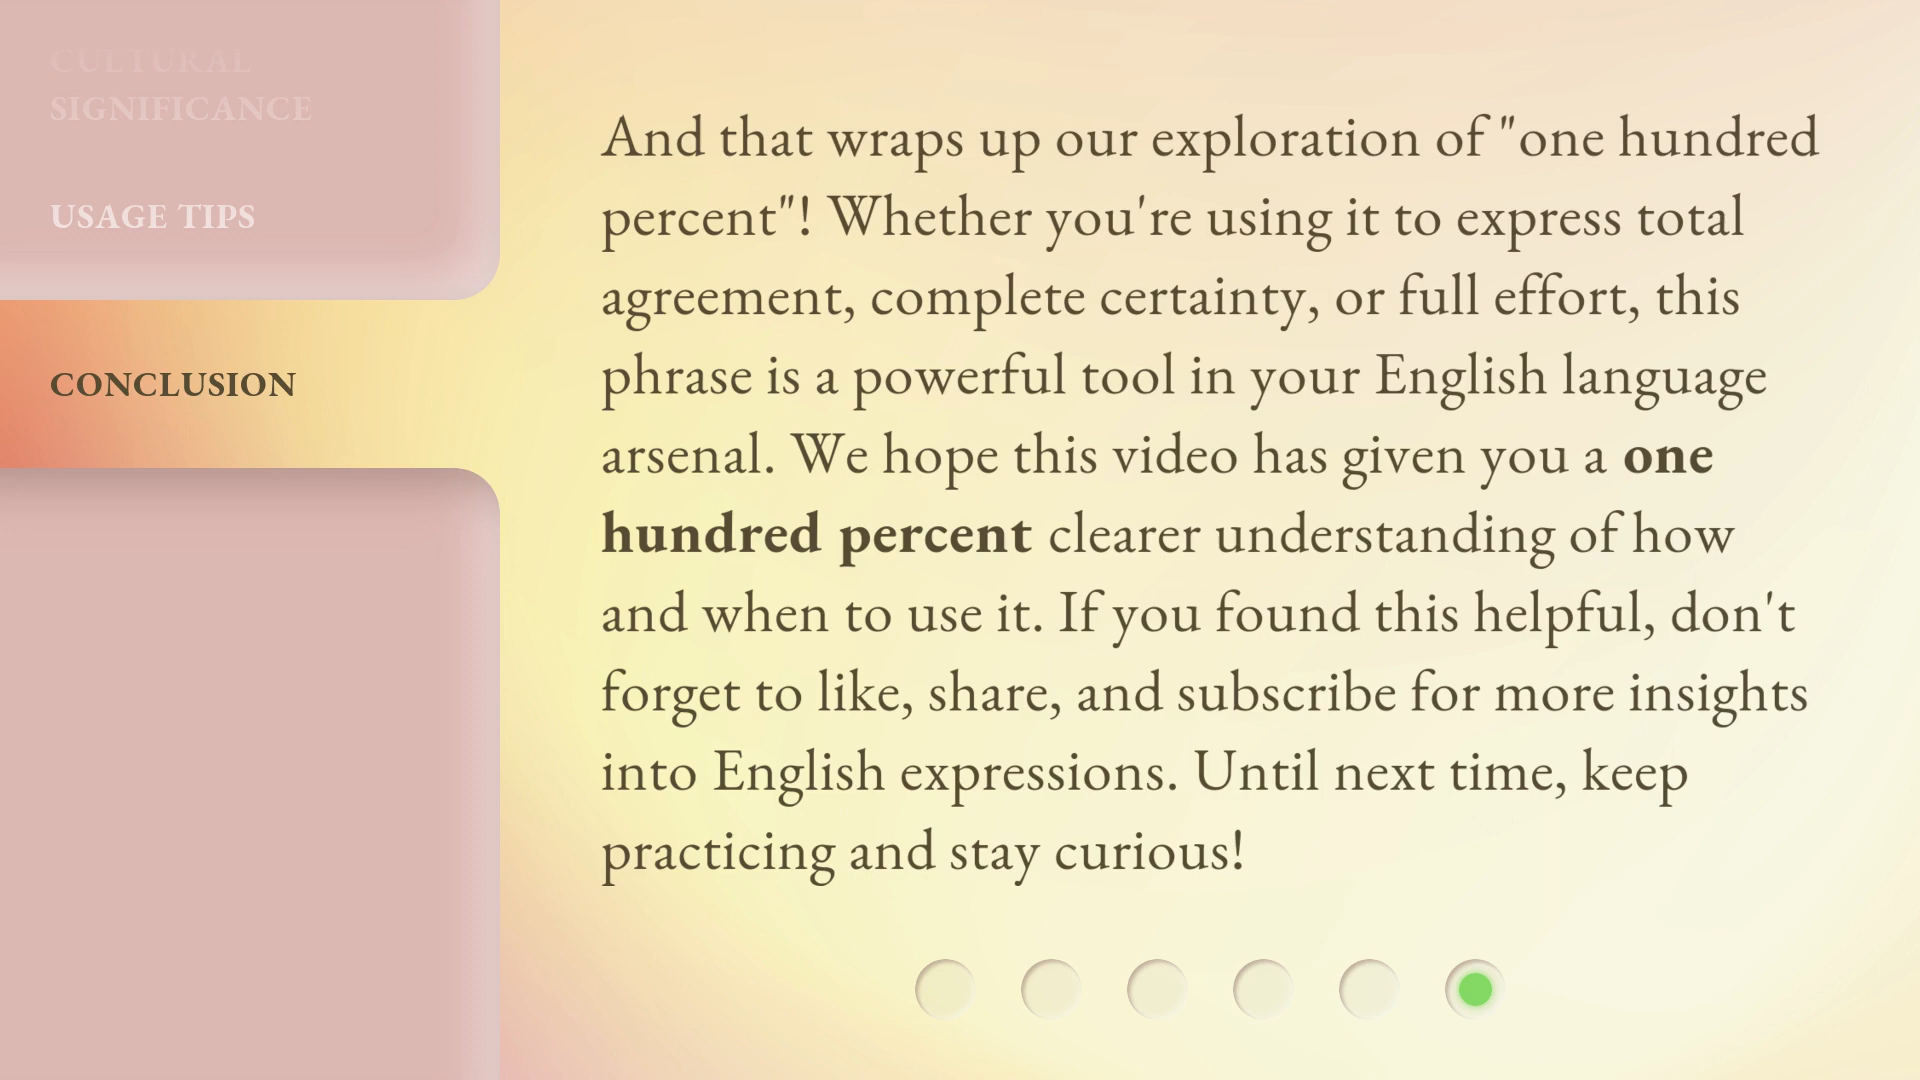 CULTURAL
SIGNIFICANCE
USAGE TIPS
CONCLUSION
And that wraps up our exploration of "one hundred
percent"! Whether you're using it to express total
agreement, complete certainty, or full effort, this
phrase is a powerful tool in your English language
arsenal. We hope this video has given you a one
hundred percent clearer understanding of how
and when to use it. If you found this helpful, don't
forget to like, share, and subscribe for more insights
into English expressions. Until next time, keep
practicing and stay curious!